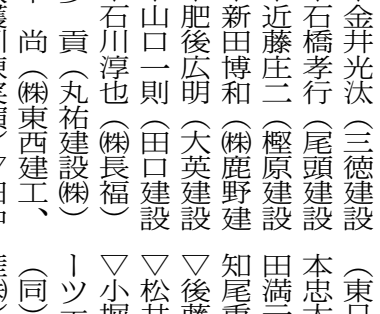 金井光汰(三徳建設
石橋孝行(尾頭建設
近藤庄二(樫原建設
新田博和(㈱鹿野建
肥後広明(大英建設
山口一則(田口建設
石川淳也(㈱長福)
貢(丸祐建設㈱)
尚(㈱東西建工、
(東
本忠
田満
知尾
▽後藤
▽松井
▽小堀
ーツ
(同)